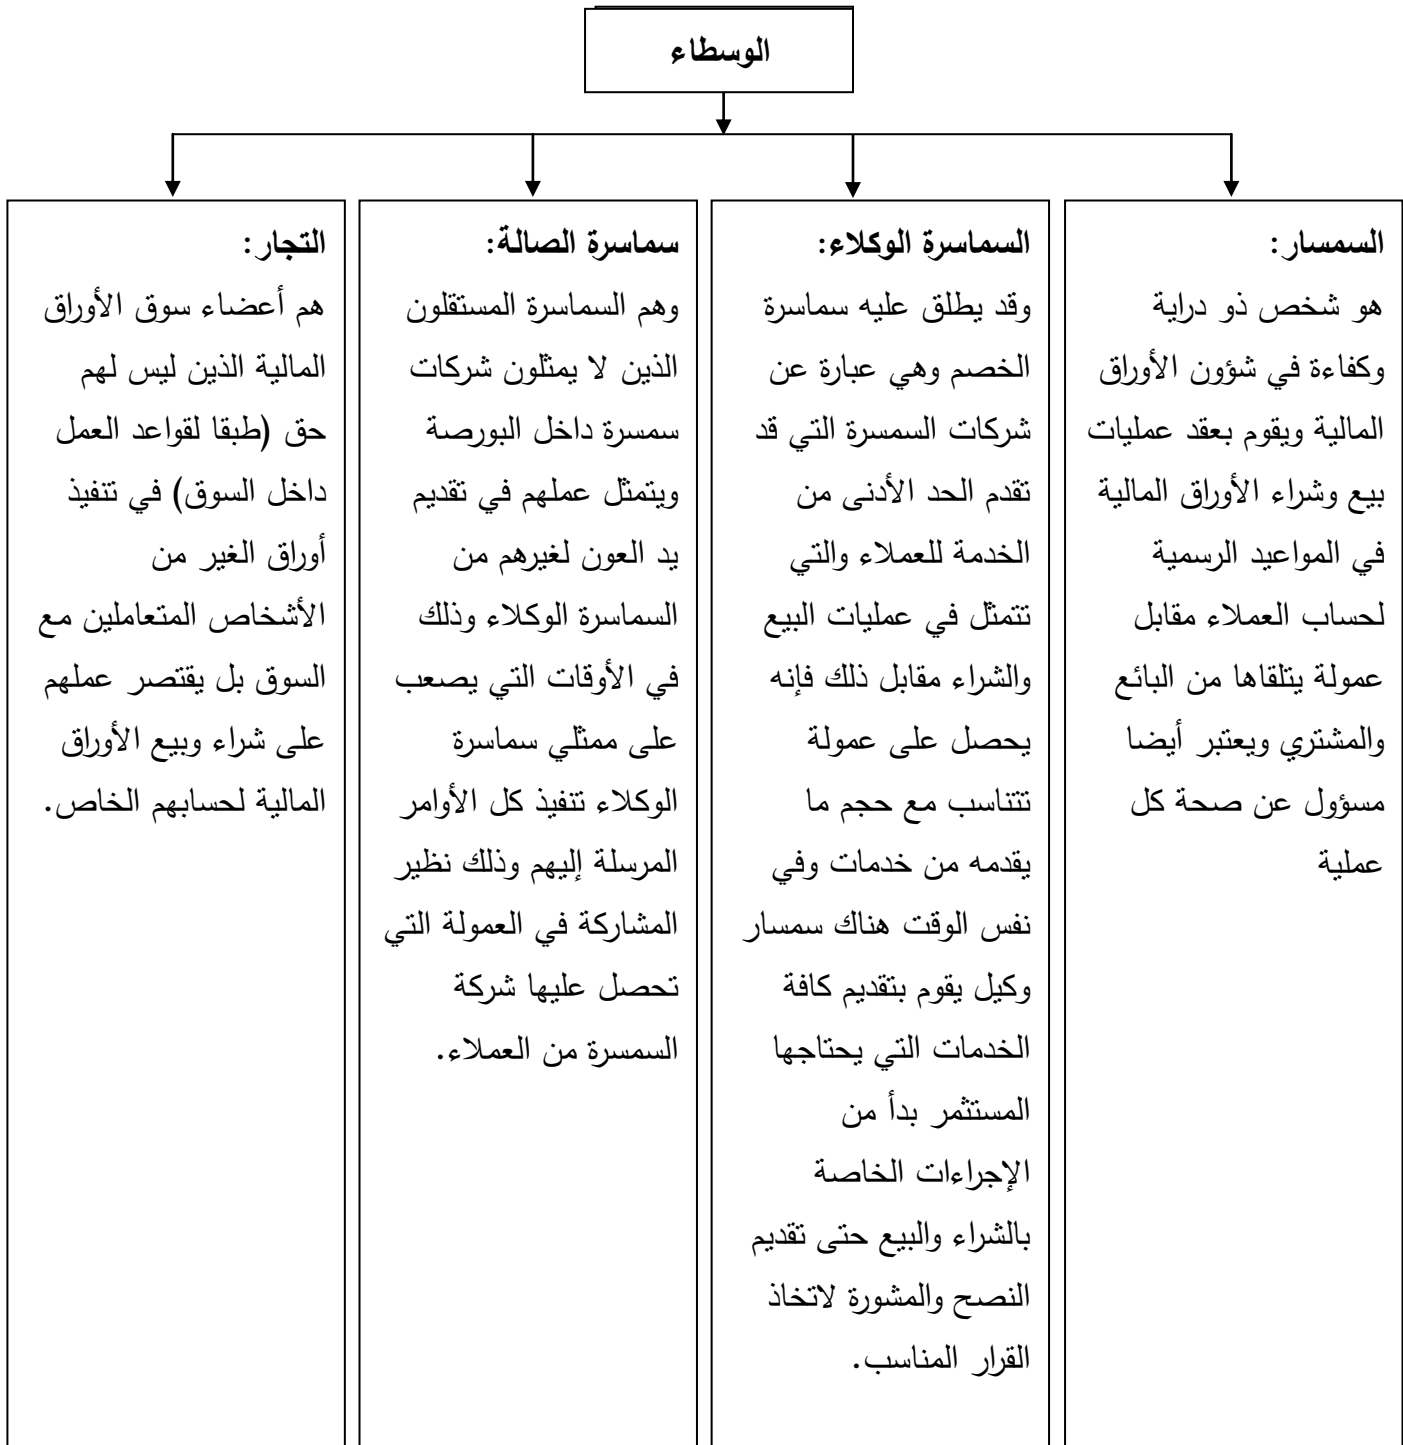 الوسطاء
السمسار:
هو شخص ذو دراية
وكفاءة في شؤون الأوراق
المالية ويقوم بعقد عمليات
بيع وشراء الأوراق المالية
في المواعيد الرسمية
لحساب العملاء مقابل
عمولة يتلقاها من البائع
والمشتري ويعتبر أيضا
مسؤول عن صحة كل
عملية
السماسرة الوكلاء:
وقد يطلق عليه سماسرة
الخصم وهي عبارة عن
شركات السمسرة التي قد
تقدم الحد الأدنى من
الخدمة للعملاء والتي
تتمثل في عمليات البيع
والشراء مقابل ذلك فإنه
يحصل على عمولة
تتناسب مع حجم ما
يقدمه من خدمات وفي
نفس الوقت هناك سمسار
وكيل يقوم بتقديم كافة
الخدمات التي يحتاجها
المستثمر بدأ من
الإجراءات الخاصة
بالشراء والبيع حتى تقديم
النصح والمشورة لاتخاذ
القرار المناسب.
سماسرة الصالة:
وهم السماسرة المستقلون
الذين لا يمثلون شركات
سمسرة داخل البورصة
ويتمثل عملهم في تقديم
يد العون لغيرهم من
السماسرة الوكلاء وذلك
في الأوقات التي يصعب
على ممثلي سماسرة
الوكلاء تنفيذ كل الأوامر
المرسلة إليهم وذلك نظير
المشاركة في العمولة التي
تحصل عليها شركة
السمسرة من العملاء.
التجار:
هم أعضاء سوق الأوراق
المالية الذين ليس لهم
حق (طبقا لقواعد العمل
داخل السوق) في تنفيذ
أوراق الغير من
الأشخاص المتعاملين مع
السوق بل يقتصر عملهم
على شراء وبيع الأوراق
المالية لحسابهم الخاص.